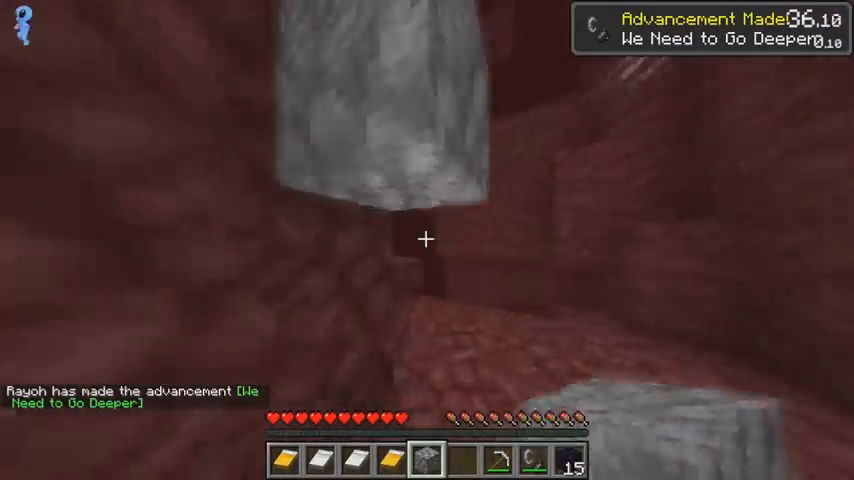 Advancement Made 36.10
We Need to Go Deeper 0.10
Rayoh has made the advancement [We
Need to Go Deeper]
15